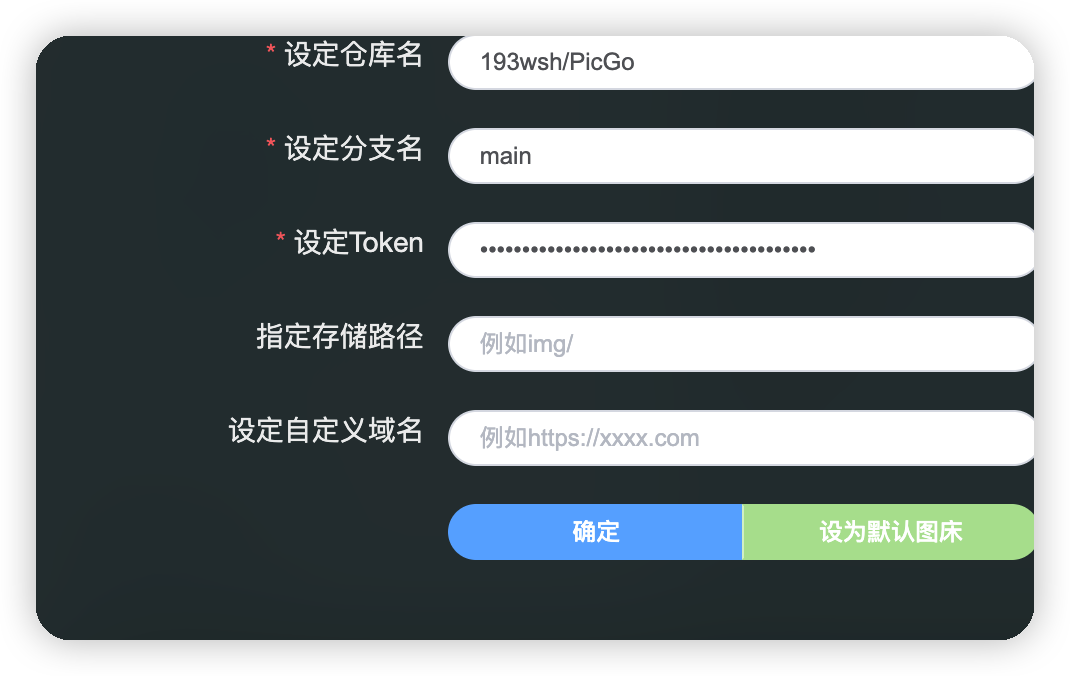 * 设定仓库名 193wsh/PicGo
* 设定分支名 main
* 设定Token ••••••••••••••••••••••••••••••••••••••••
指定存储路径 例如img/
设定自定义域名 例如https://xxxx.com
确定 设为默认图床